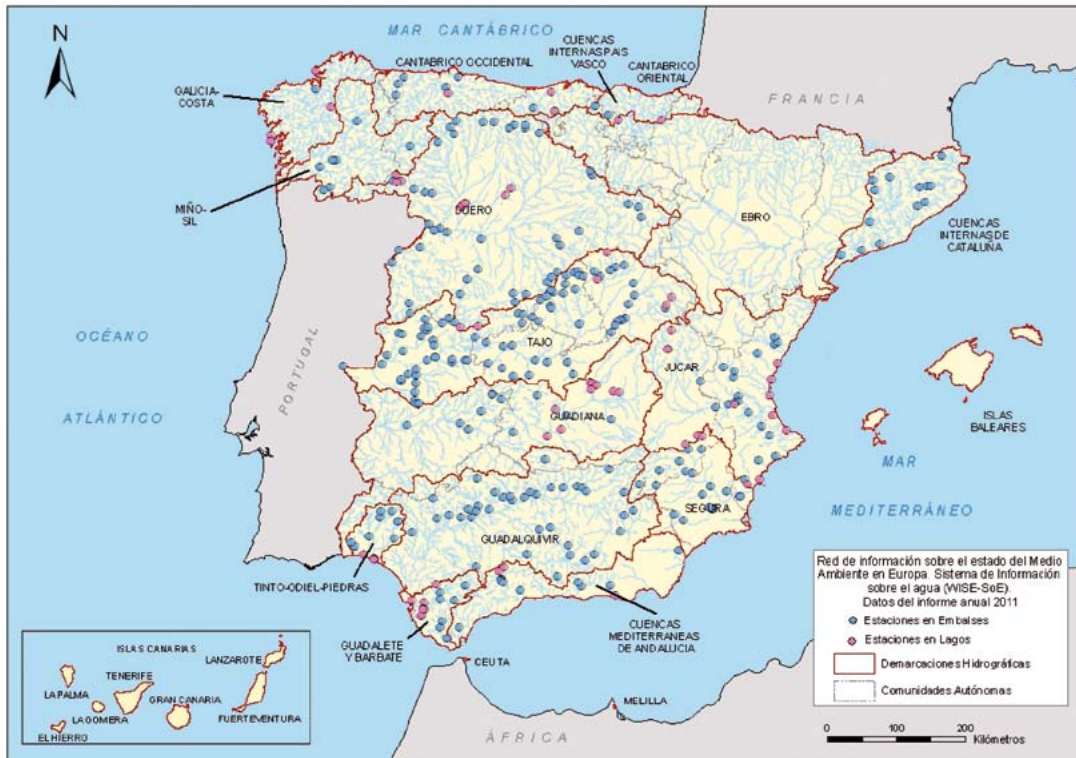 N
MAR CANTÁBRICO
CANTABRICO OCCIDENTAL
CUENCAS
INTERNAS PAIS
VASCO
CANTABRICO
ORIENTAL
GALICIA-
COSTA
FRANCIA
MIÑO-
SIL
DUERO
EBRO
CUENCAS
INTERNAS DE
CATALUÑA
OCÉANO
ATLÁNTICO
PORTUGAL
TAJO
JUCAR
GUADIANA
ISLAS
BALEARES
MAR
MEDITERRÁNEO
SEGURA
GUADALQUIVIR
TINTO-ODIEL-PIEDRAS
GUADALETE
Y BARBATE
CUENCAS
MEDITERRANEAS
DE ANDALUCIA
CEUTA
MELILLA
ÁFRICA
ISLAS CANARIAS
LANZAROTE
LA PALMA
TENERIFE
LA GOMERA
GRAN CANARIA
EL HIERRO
FUERTEVENTURA
Red de información sobre el estado del Medio
Ambiente en Europa. Sistema de Información
sobre el agua (WISE-SoE).
Datos del informe anual 2011
Estaciones en Embalses
Estaciones en Lagos
Demarcaciones Hidrográficas
Comunidades Autónomas
0 100 200
Kilómetros